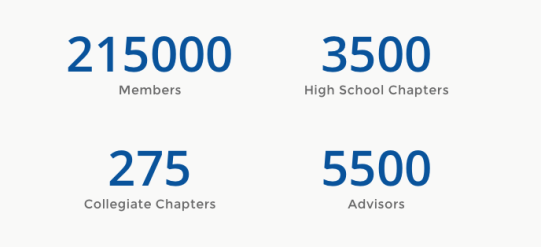 215000 3500
Members High School Chapters
275 5500
Collegiate Chapters Advisors